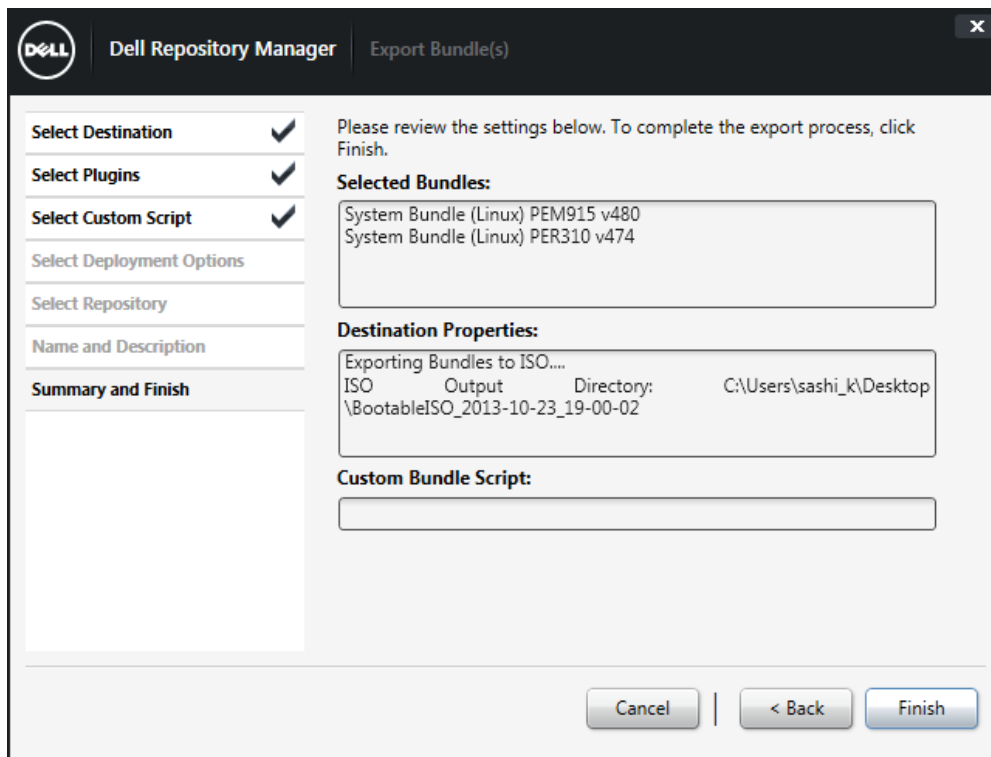 DELL
Dell Repository Manager
Export Bundle(s)
x
Select Destination
Select Plugins
Select Custom Script
Select Deployment Options
Select Repository
Name and Description
Summary and Finish
Please review the settings below. To complete the export process, click
Finish.
Selected Bundles:
System Bundle (Linux) PEM915 v480
System Bundle (Linux) PER310 v474
Destination Properties:
Exporting Bundles to ISO....
ISO Output Directory: C:\Users\sashi_k\Desktop
\BootableISO_2013-10-23_19-00-02
Custom Bundle Script:
Cancel
< Back
Finish